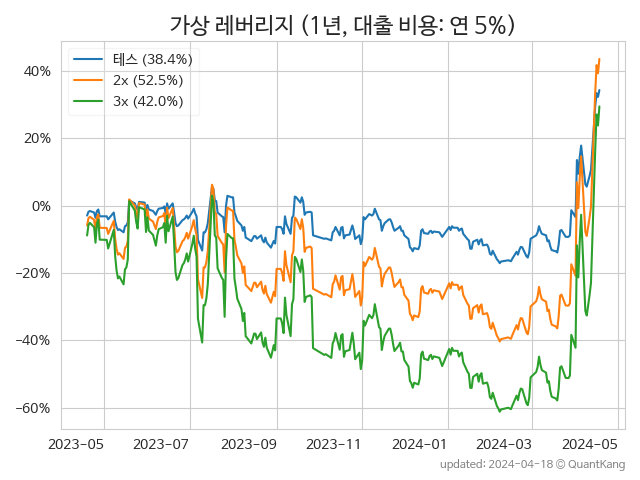 가상 레버리지 (1년, 대출 비용: 연 5%)
테스 (38.4%)
2x (52.5%)
3x (42.0%)
40%
20%
0%
−20%
−40%
−60%
2023-05 2023-07 2023-09 2023-11 2024-01 2024-03 2024-05
updated: 2024-04-18 © QuantKang